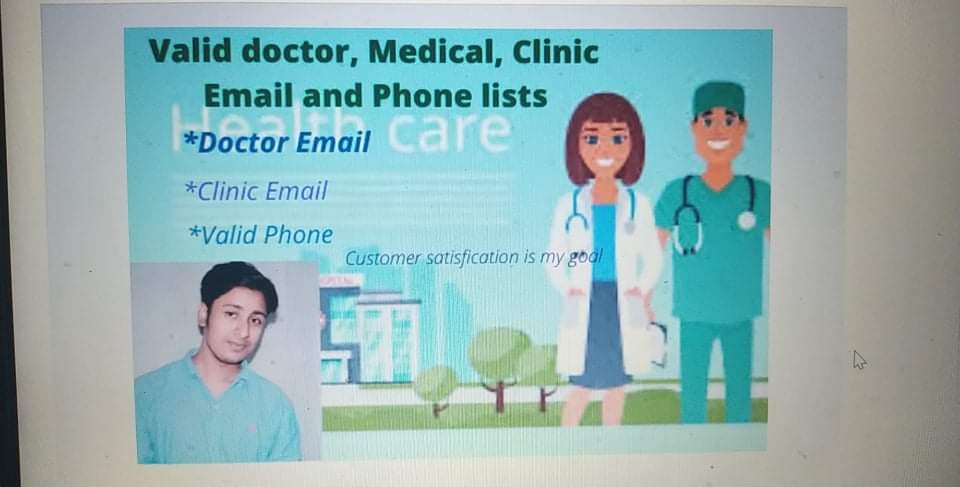 Valid doctor, Medical, Clinic
Email and Phone lists
Health care
*Doctor Email
*Clinic Email
*Valid Phone
Customer satisfication is my goal